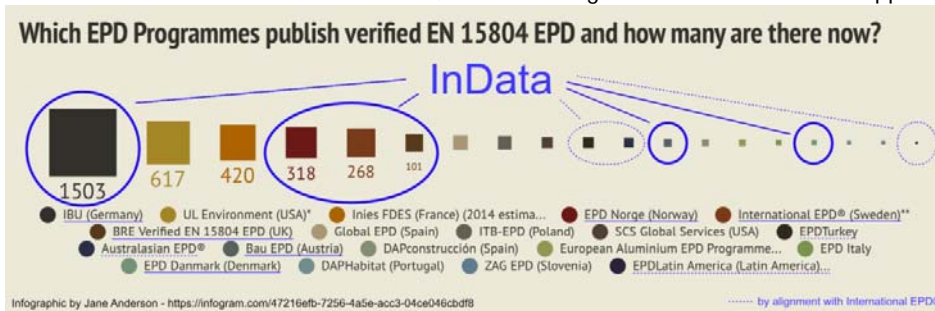 Which EPD Programmes publish verified EN 15804 EPD and how many are there now?
InData
1503
617
420
318
268
101
IBU (Germany) UL Environment (USA)* Inies FDES (France) (2014 estima... EPD Norge (Norway) International EPD® (Sweden)**
BRE Verified EN 15804 EPD (UK) Global EPD (Spain) ITB-EPD (Poland) SCS Global Services (USA) EPDTurkey
Australasian EPD® Bau EPD (Austria) DAPconstrucción (Spain) European Aluminium EPD Programme... EPD Italy
EPD Danmark (Denmark) DAPHabitat (Portugal) ZAG EPD (Slovenia) EPDLatin America (Latin America)...
Infographic by Jane Anderson - https://infogram.com/47216efb-7256-4a5e-acc3-04ce046cbdf8
by alignment with International EPD